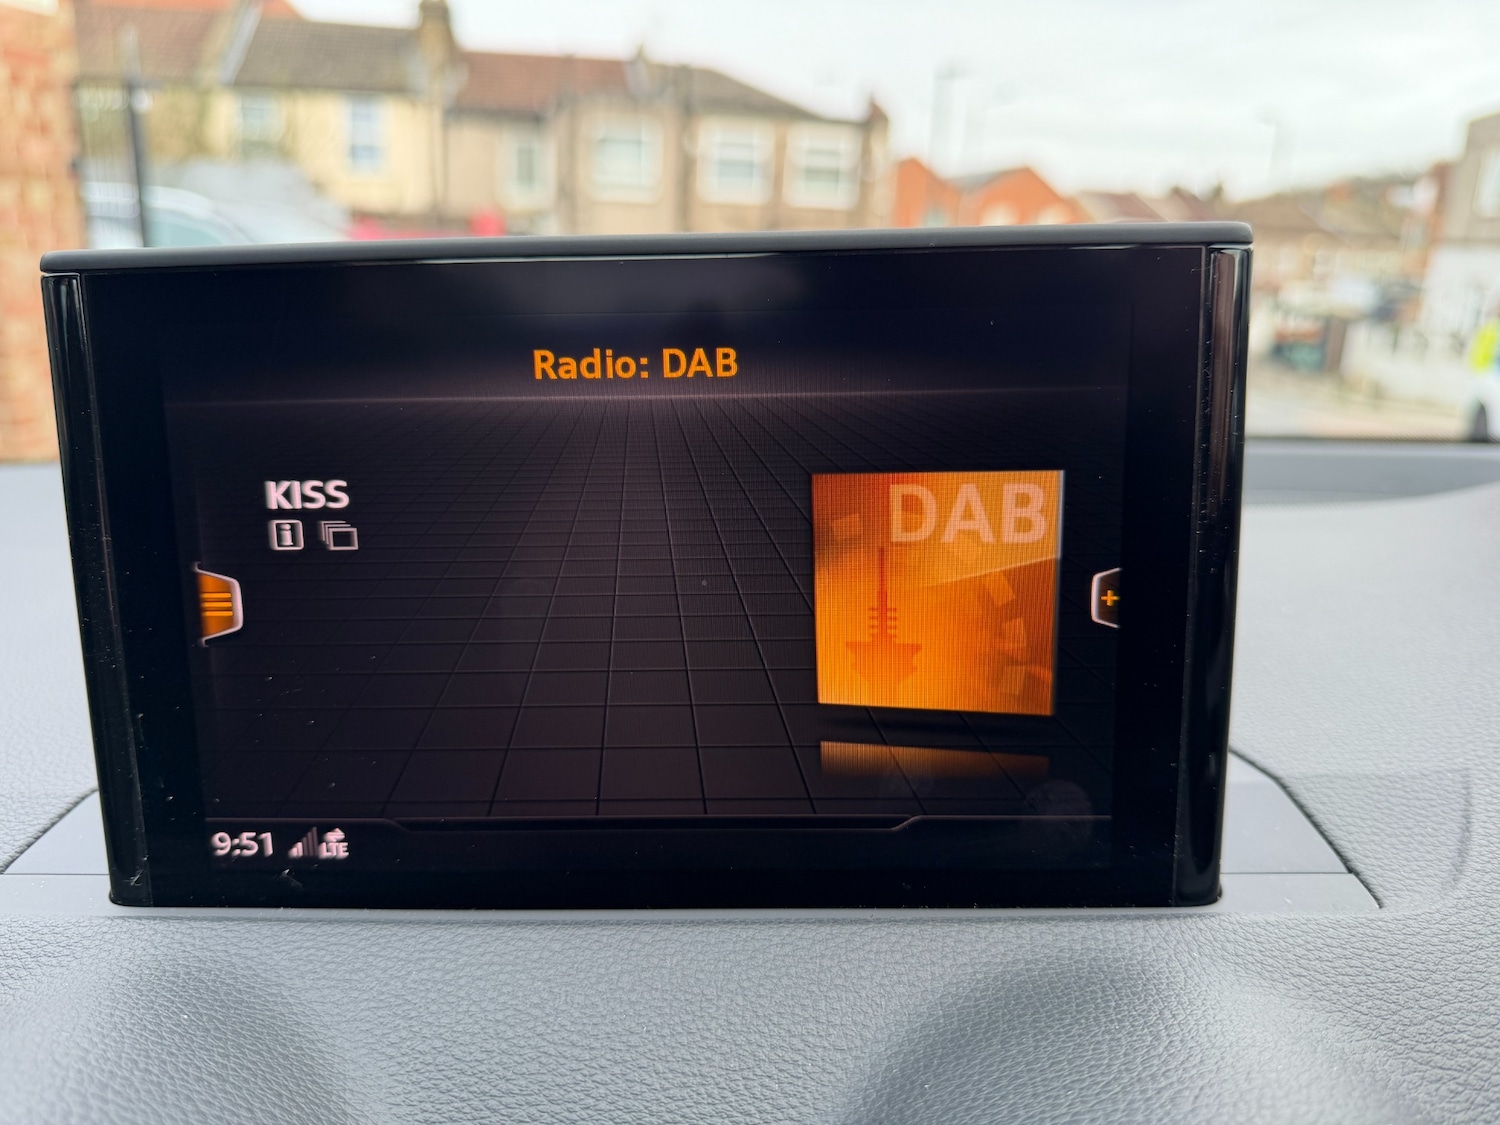 Radio: DAB
KISS
DAB
9:51 LTE